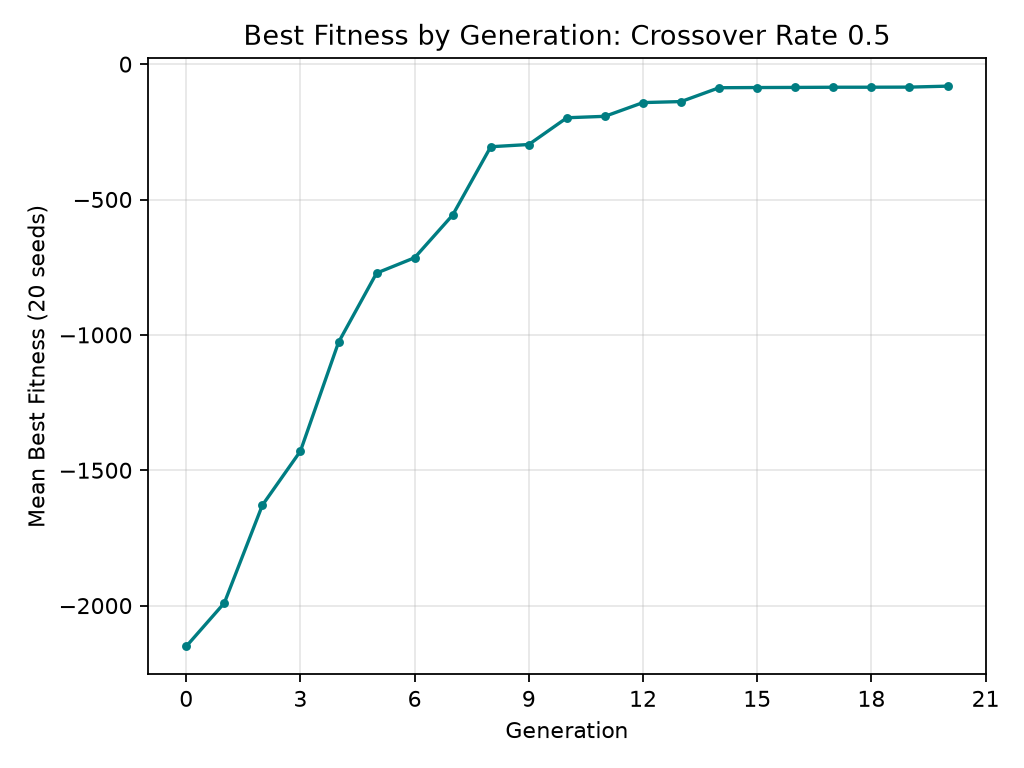 Best Fitness by Generation: Crossover Rate 0.5
Mean Best Fitness (20 seeds)
0
−500
−1000
−1500
−2000
0 3 6 9 12 15 18 21
Generation